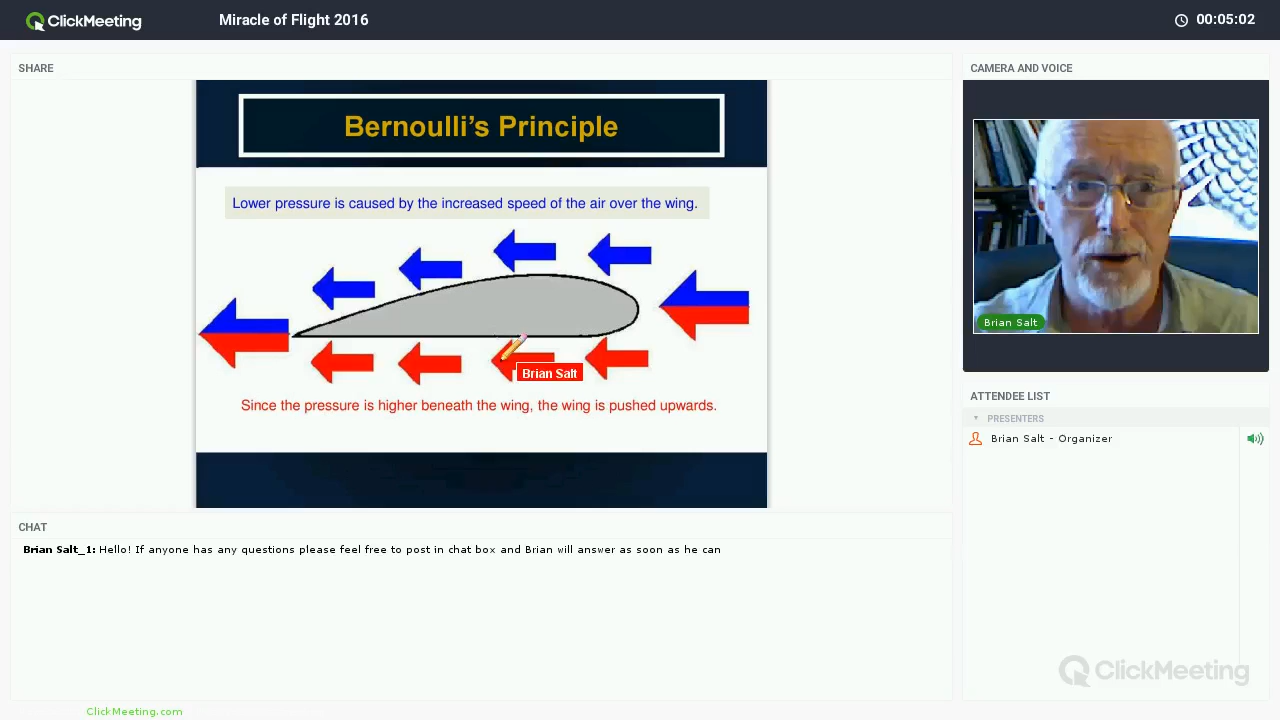 ClickMeeting
Miracle of Flight 2016
00:05:02
SHARE
Bernoulli's Principle
Lower pressure is caused by the increased speed of the air over the wing.
Brian Salt
Since the pressure is higher beneath the wing, the wing is pushed upwards.
CAMERA AND VOICE
Brian Salt
ATTENDEE LIST
PRESENTERS
Brian Salt - Organizer
CHAT
Brian Salt_1: Hello! If anyone has any questions please feel free to post in chat box and Brian will answer as soon as he can
ClickMeeting
ClickMeeting.com